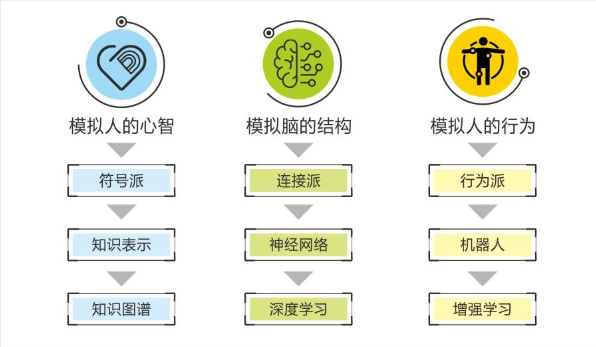 模拟人的心智
模拟脑的结构
模拟人的行为
符号派
连接派
行为派
知识表示
神经网络
机器人
知识图谱
深度学习
增强学习